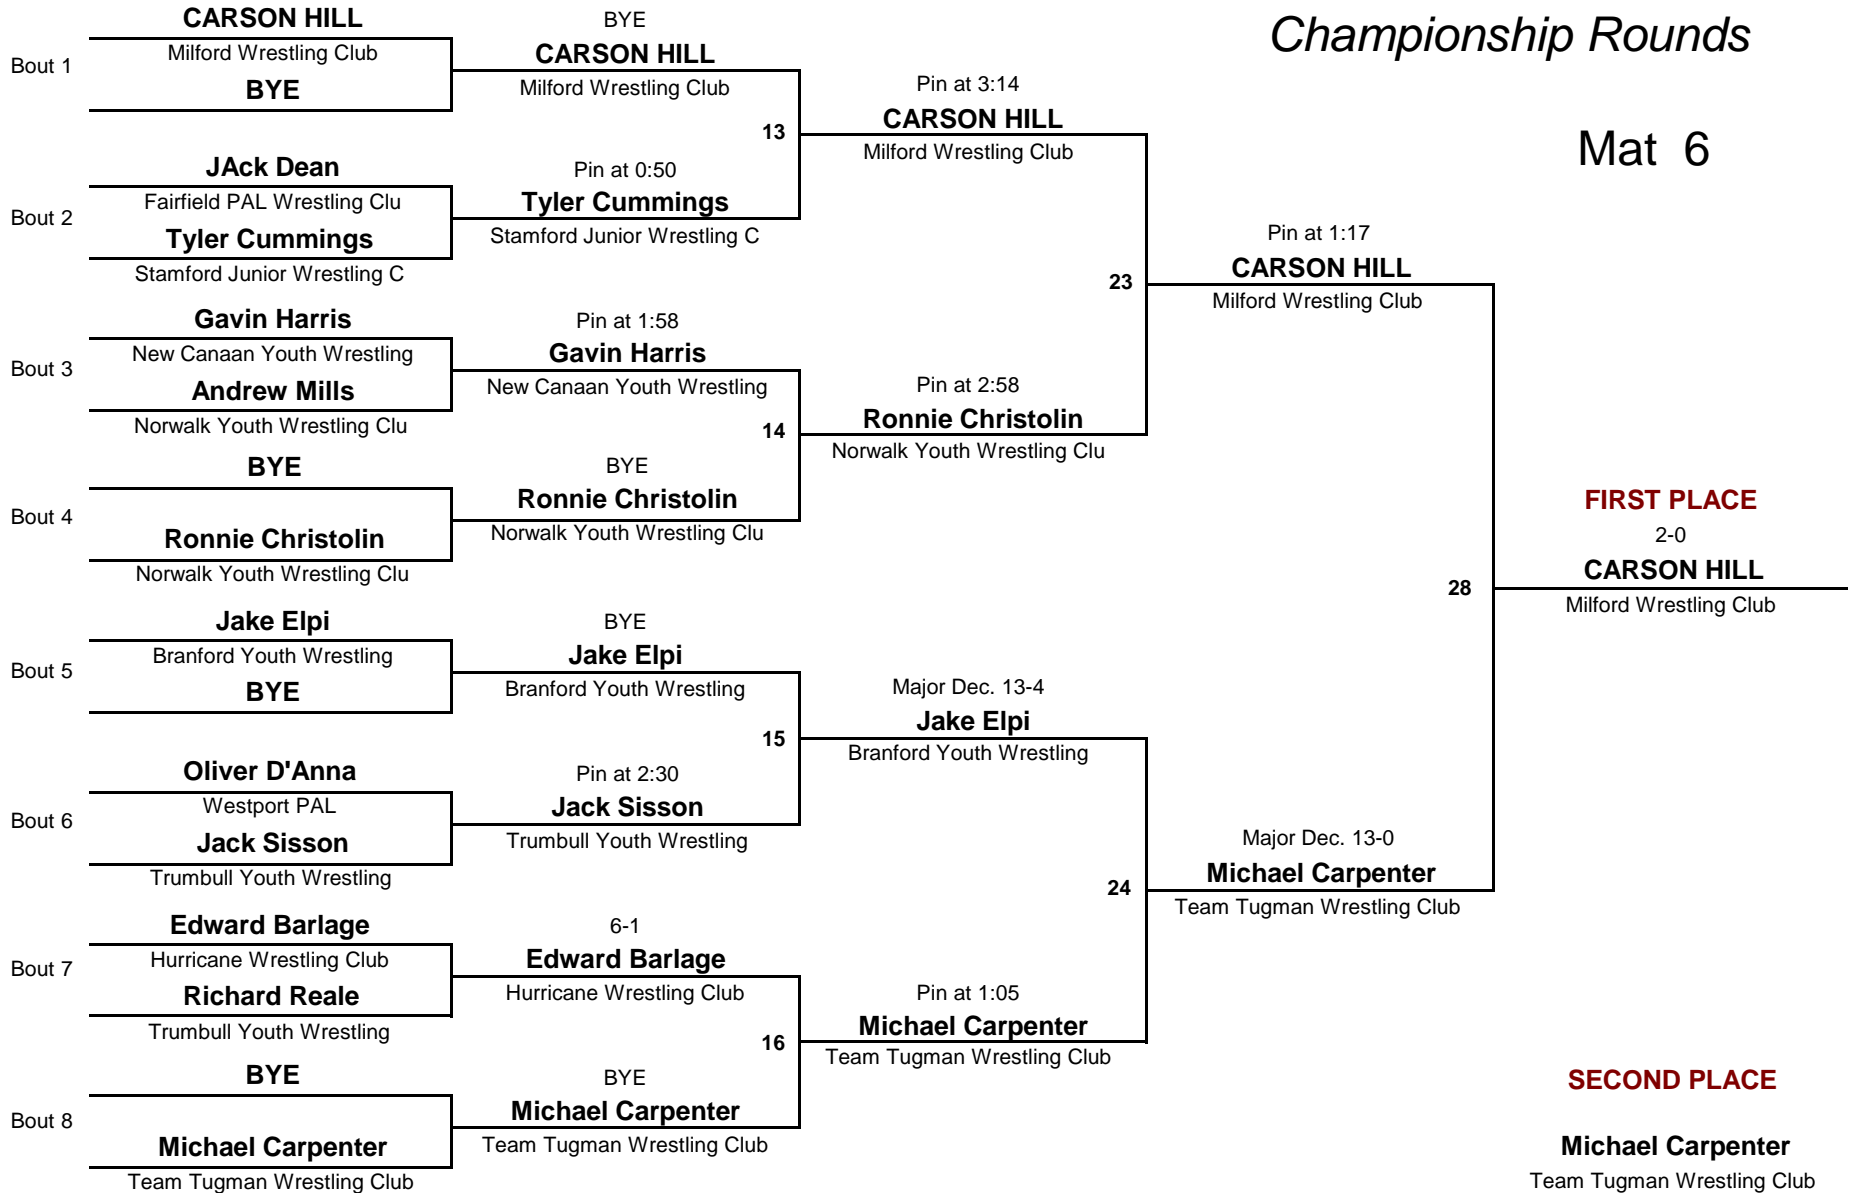 Championship Rounds
Mat 6
Bout 1
CARSON HILL
Milford Wrestling Club
BYE
Bout 2
JAck Dean
Fairfield PAL Wrestling Clu
Tyler Cummings
Stamford Junior Wrestling C
Bout 3
Gavin Harris
New Canaan Youth Wrestling
Andrew Mills
Norwalk Youth Wrestling Clu
Bout 4
BYE
Ronnie Christolin
Norwalk Youth Wrestling Clu
Bout 5
Jake Elpi
Branford Youth Wrestling
BYE
Bout 6
Oliver D'Anna
Westport PAL
Jack Sisson
Trumbull Youth Wrestling
Bout 7
Edward Barlage
Hurricane Wrestling Club
Richard Reale
Trumbull Youth Wrestling
Bout 8
BYE
Michael Carpenter
Team Tugman Wrestling Club
BYE
CARSON HILL
Milford Wrestling Club
13
Pin at 0:50
Tyler Cummings
Stamford Junior Wrestling C
Pin at 1:58
Gavin Harris
New Canaan Youth Wrestling
14
BYE
Ronnie Christolin
Norwalk Youth Wrestling Clu
BYE
Jake Elpi
Branford Youth Wrestling
15
Pin at 2:30
Jack Sisson
Trumbull Youth Wrestling
6-1
Edward Barlage
Hurricane Wrestling Club
16
BYE
Michael Carpenter
Team Tugman Wrestling Club
Pin at 3:14
CARSON HILL
Milford Wrestling Club
23
Pin at 2:58
Ronnie Christolin
Norwalk Youth Wrestling Clu
Major Dec. 13-4
Jake Elpi
Branford Youth Wrestling
24
Pin at 1:05
Michael Carpenter
Team Tugman Wrestling Club
Pin at 1:17
CARSON HILL
Milford Wrestling Club
28
Major Dec. 13-0
Michael Carpenter
Team Tugman Wrestling Club
FIRST PLACE
2-0
CARSON HILL
Milford Wrestling Club
SECOND PLACE
Michael Carpenter
Team Tugman Wrestling Club